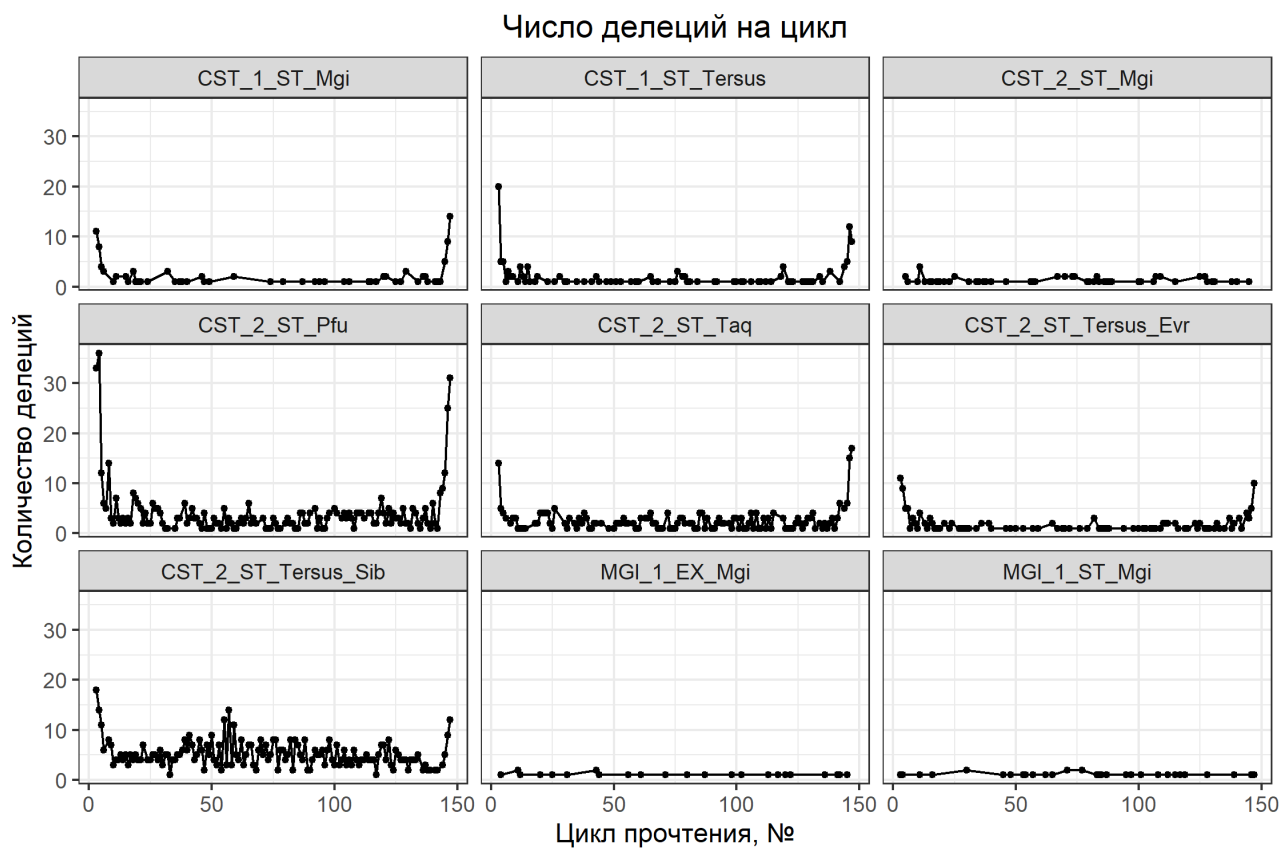 Число делеций на цикл
CST_1_ST_Mgi
CST_1_ST_Tersus
CST_2_ST_Mgi
30
20
10
0
CST_2_ST_Pfu
CST_2_ST_Taq
CST_2_ST_Tersus_Evr
30
20
10
0
CST_2_ST_Tersus_Sib
MGI_1_EX_Mgi
MGI_1_ST_Mgi
30
20
10
0
0 50 100 150
0 50 100 150
0 50 100 150
Количество делеций
Цикл прочтения, №